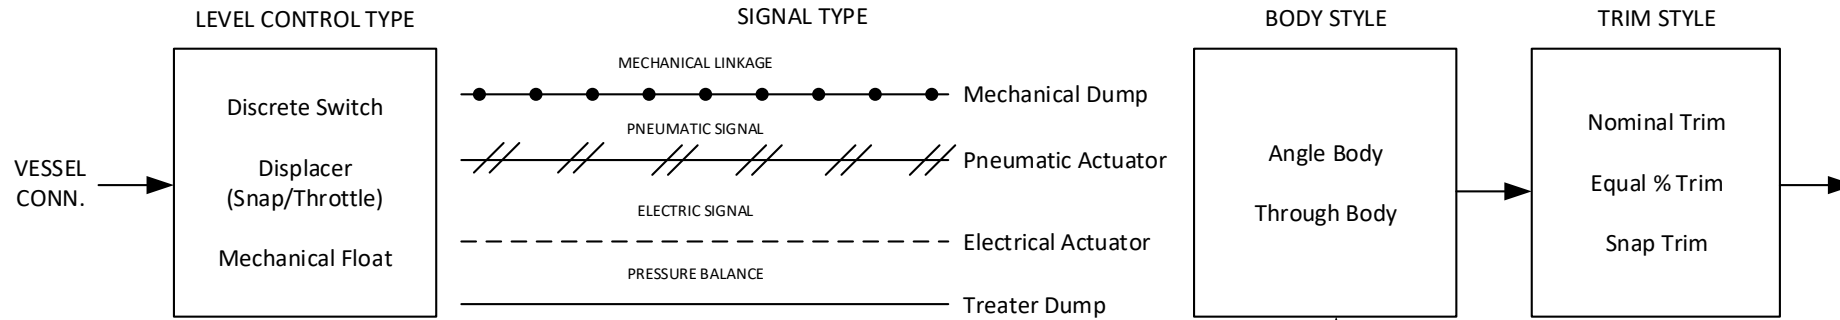 LEVEL CONTROL TYPE
SIGNAL TYPE
BODY STYLE
TRIM STYLE
VESSEL
CONN.
Discrete Switch
Displacer
(Snap/Throttle)
Mechanical Float
MECHANICAL LINKAGE
Mechanical Dump
PNEUMATIC SIGNAL
Pneumatic Actuator
ELECTRIC SIGNAL
Electrical Actuator
PRESSURE BALANCE
Treater Dump
Angle Body
Through Body
Nominal Trim
Equal % Trim
Snap Trim